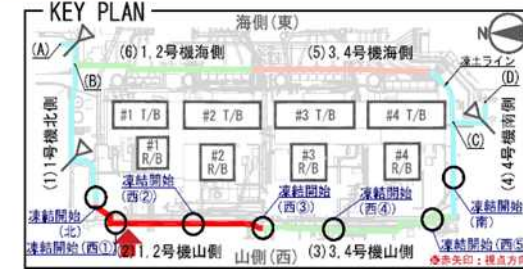 KEY PLAN
海側(東)
N
(A)
(6)1,2号機海側
(5)3,4号機海側
凍土ライン
(B)
(D)
#1 T/B
#2 T/B
#3 T/B
#4 T/B
(C)
(1)1号機北側
#1
R/B
#2
R/B
#3
R/B
#4
R/B
(4)4号機南側
凍結開始
(西②)
凍結開始
(西③)
凍結開始
(西④)
凍結開始
(北)
凍結開始
(南)
凍結開始(西①)
(2)1,2号機山側
山側(西)
(3)3,4号機山側
凍結開始(西⑤)
※赤矢印:視点方向